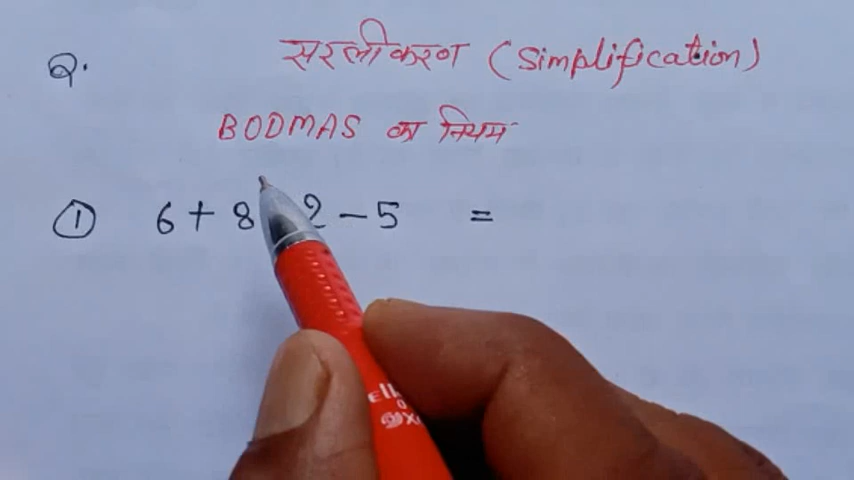 Q. सरलीकरण (Simplification)
BODMAS का नियम
① 6 + 8 2 - 5 =